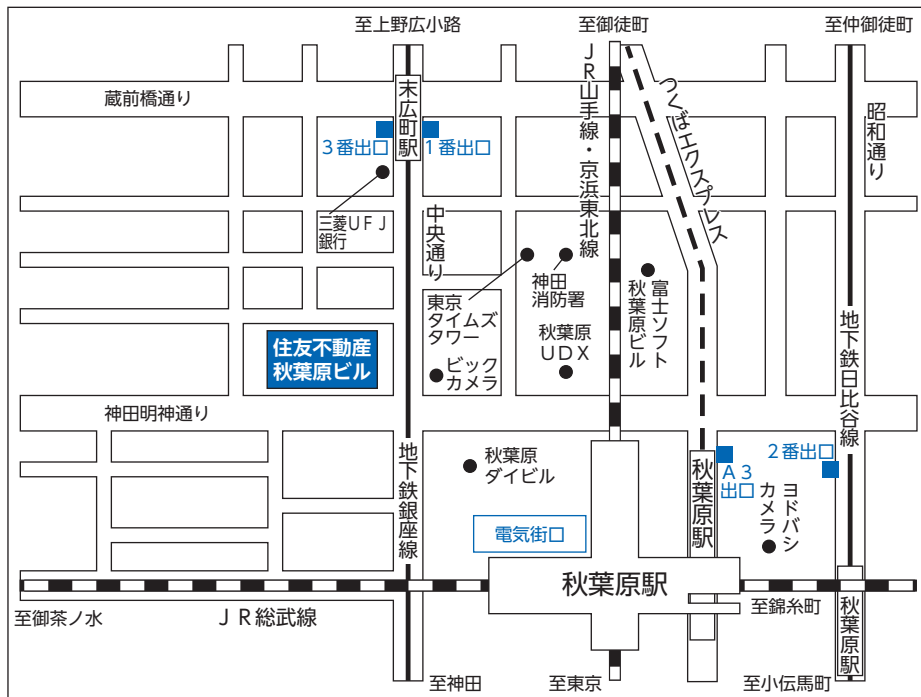 至上野広小路
至御徒町
至仲御徒町
蔵前橋通り
末広町駅
３番出口
１番出口
ＪＲ山手線・京浜東北線
つくばエクスプレス
昭和通り
三菱ＵＦＪ
銀行
中央通り
神田
消防署
東京
タイムズ
タワー
秋葉原
ＵＤＸ
富士ソフト
秋葉原ビル
住友不動産
秋葉原ビル
ビック
カメラ
地下鉄日比谷線
神田明神通り
地下鉄銀座線
秋葉原
ダイビル
秋葉原駅
Ａ３
出口
２番出口
ヨドバシ
カメラ
電気街口
秋葉原駅
至御茶ノ水
ＪＲ総武線
至錦糸町
秋葉原駅
至神田
至東京
至小伝馬町